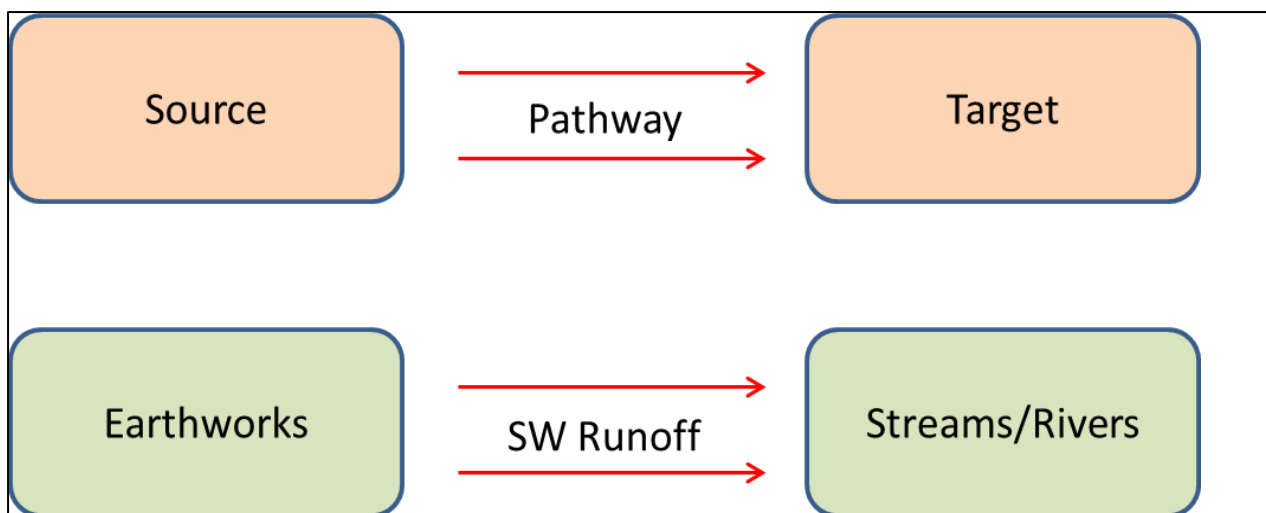 Source
Pathway
Target
Earthworks
SW Runoff
Streams/Rivers